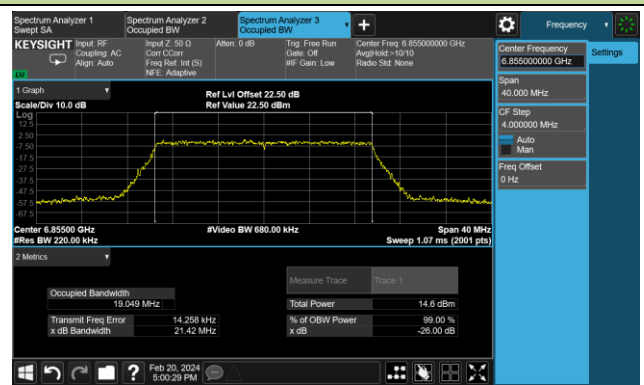 Spectrum Analyzer 1
Swept SA
Spectrum Analyzer 2
Occupied BW
Spectrum Analyzer 3
Occupied BW
Frequency
KEYSIGHT
Input: RF
Coupling: AC
Align: Auto
Input Z: 50 Ω
Corr CCorr
Freq Ref: Int (S)
NFE: Adaptive
Atten: 0 dB
Trig: Free Run
Gate: Off
#IF Gain: Low
Center Freq: 6.855000000 GHz
Avg|Hold:>10/10
Radio Std: None
Center Frequency
6.855000000 GHz
Settings
Span
40.000 MHz
CF Step
4.000000 MHz
Auto
Man
Freq Offset
0 Hz
1 Graph
Scale/Div 10.0 dB
Ref Lvl Offset 22.50 dB
Ref Value 22.50 dBm
Log
12.5
2.50
-7.50
-17.5
-27.5
-37.5
-47.5
-57.5
-67.5
Center 6.85500 GHz
#Res BW 220.00 kHz
#Video BW 680.00 kHz
Span 40 MHz
Sweep 1.07 ms (2001 pts)
2 Metrics
Measure Trace
Trace 1
Occupied Bandwidth
19.049 MHz
Total Power
14.6 dBm
Transmit Freq Error
14.258 kHz
% of OBW Power
99.00 %
x dB Bandwidth
21.42 MHz
x dB
-26.00 dB
Feb 20, 2024
5:00:29 PM